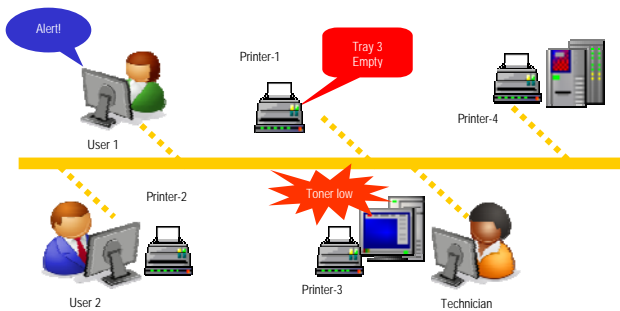 Alert!
Tray 3
Empty
Printer-1
Printer-4
User 1
Toner low
Printer-2
Printer-3
User 2
Technician